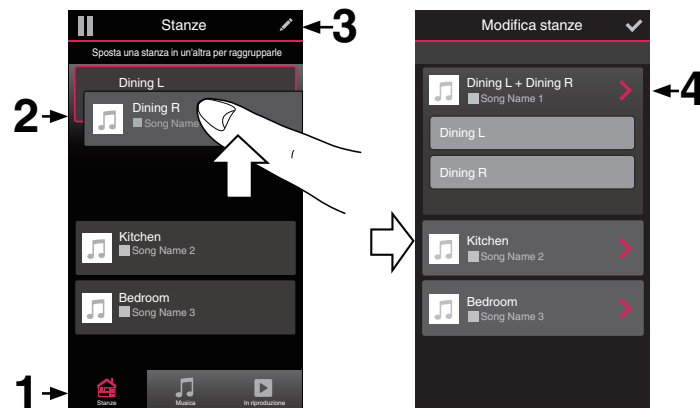 Stanze
3
Sposta una stanza in un'altra per raggrupparle
Dining L
2
Dining R
Song Name
Kitchen
Song Name 2
Bedroom
Song Name 3
1
Stanze
Musica
In riproduzione
Modifica stanze
Dining L + Dining R
Song Name 1
4
Dining L
Dining R
Kitchen
Song Name 2
Bedroom
Song Name 3